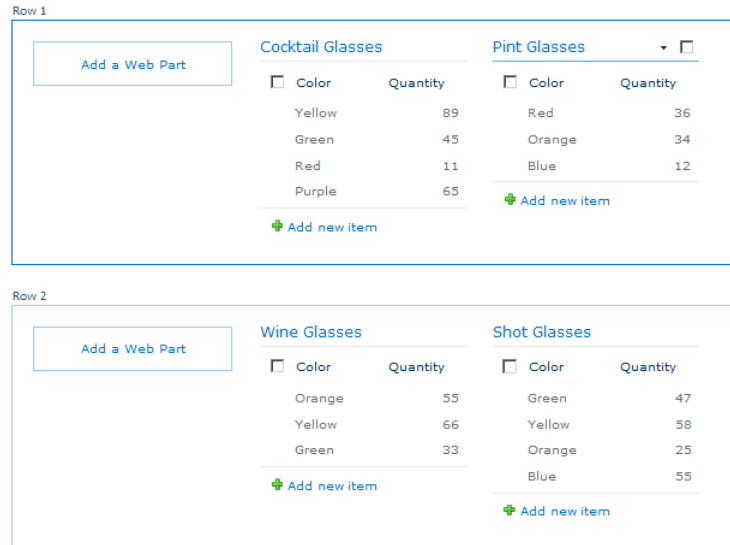 Row 1
Add a Web Part
Cocktail Glasses
Color Quantity
Yellow 89
Green 45
Red 11
Purple 65
Add new item
Pint Glasses
Color Quantity
Red 36
Orange 34
Blue 12
Add new item
Row 2
Add a Web Part
Wine Glasses
Color Quantity
Orange 55
Yellow 66
Green 33
Add new item
Shot Glasses
Color Quantity
Green 47
Yellow 58
Orange 25
Blue 55
Add new item